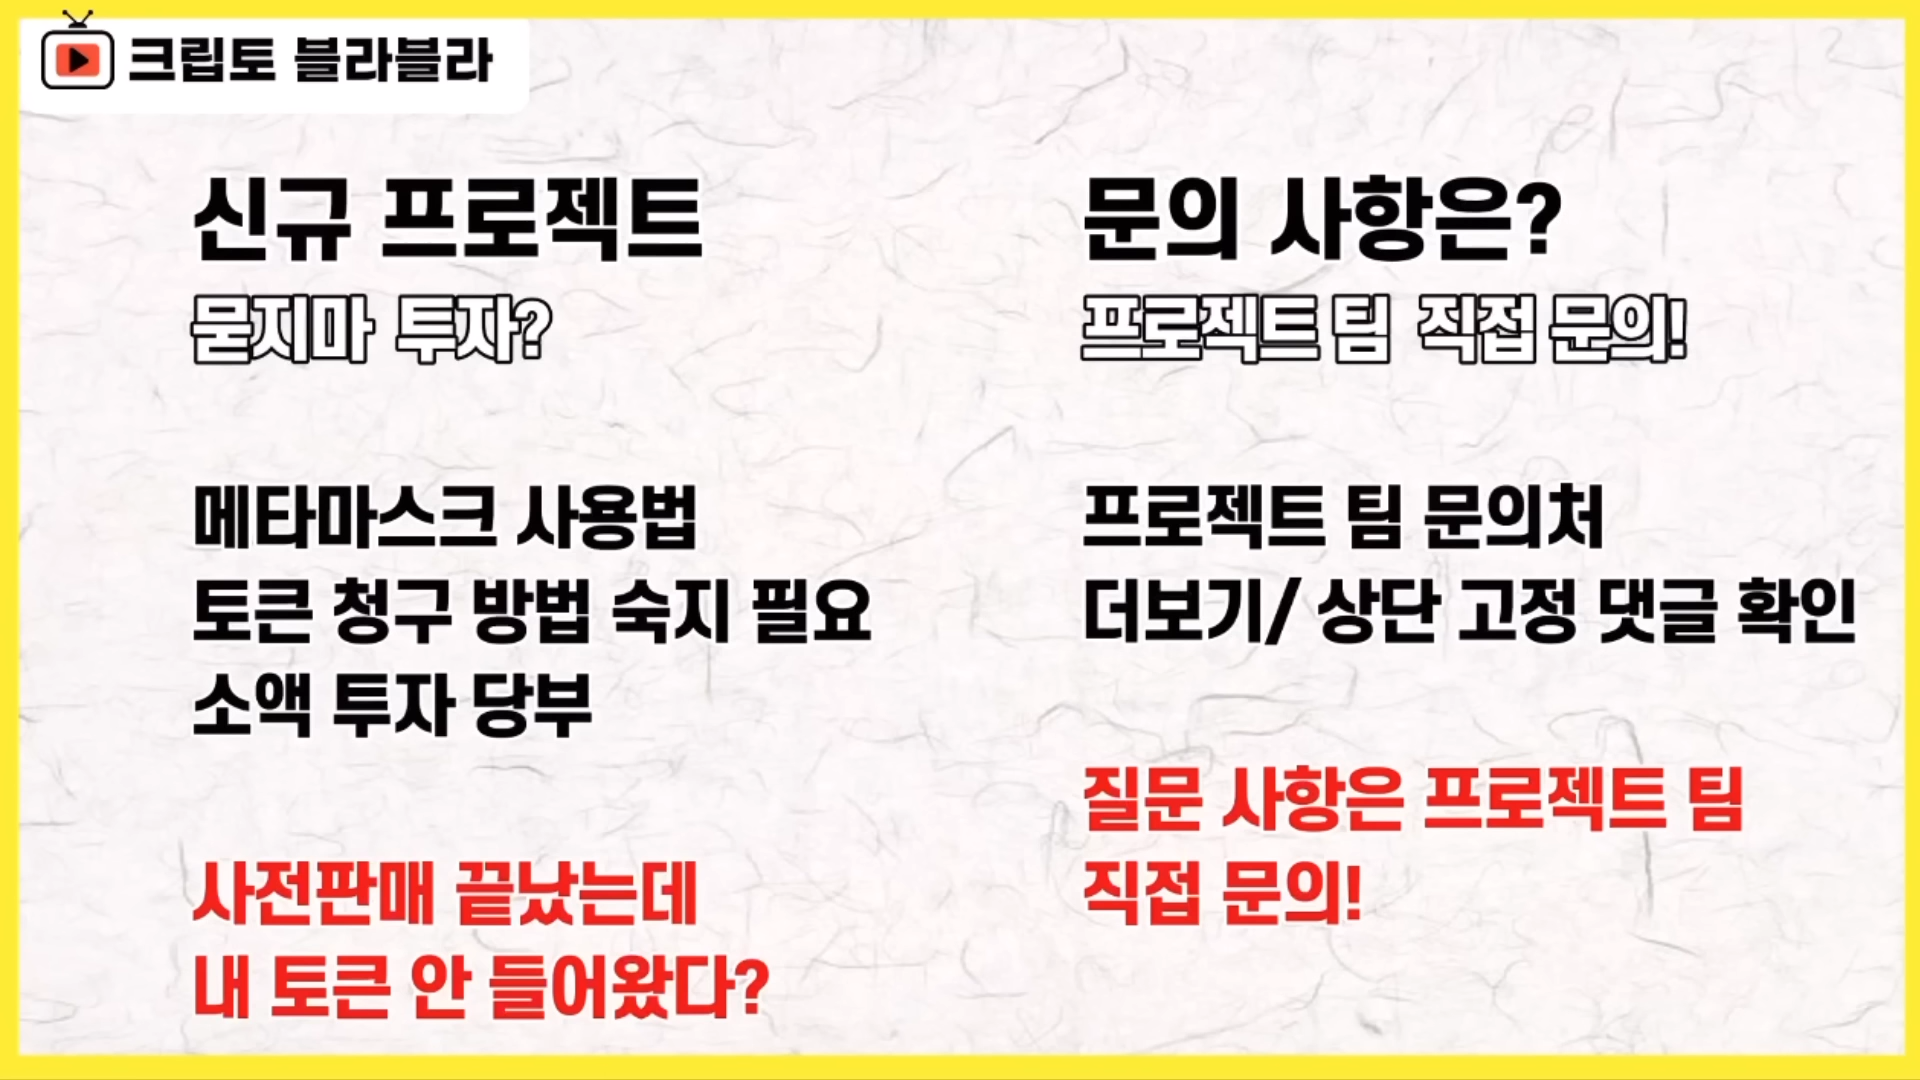 크립토 블라블라
신규 프로젝트
묻지마 투자?
메타마스크 사용법
토큰 청구 방법 숙지 필요
소액 투자 당부
사전판매 끝났는데
내 토큰 안 들어왔다?
문의 사항은?
프로젝트 팀 직접 문의!
프로젝트 팀 문의처
더보기/ 상단 고정 댓글 확인
질문 사항은 프로젝트 팀
직접 문의!